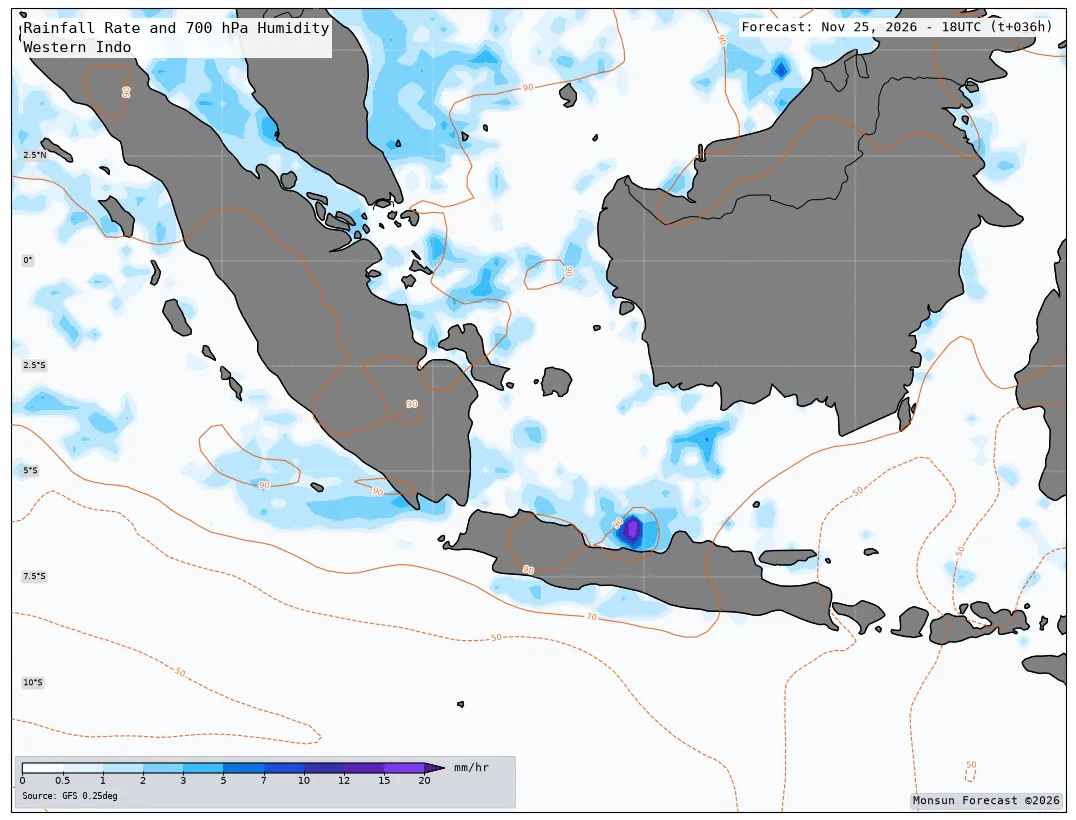 Rainfall Rate and 700 hPa Humidity
Western Indo
Forecast: Nov 25, 2026 - 18UTC (t+036h)
90
90
90
2.5°N
0°
90
2.5°S
90
5°S
90
90
50
90
50
7.5°S
90
70
50
50
10°S
50
0 0.5 1 2 3 5 7 10 12 15 20 mm/hr
Source: GFS 0.25deg
Monsun Forecast ©2026